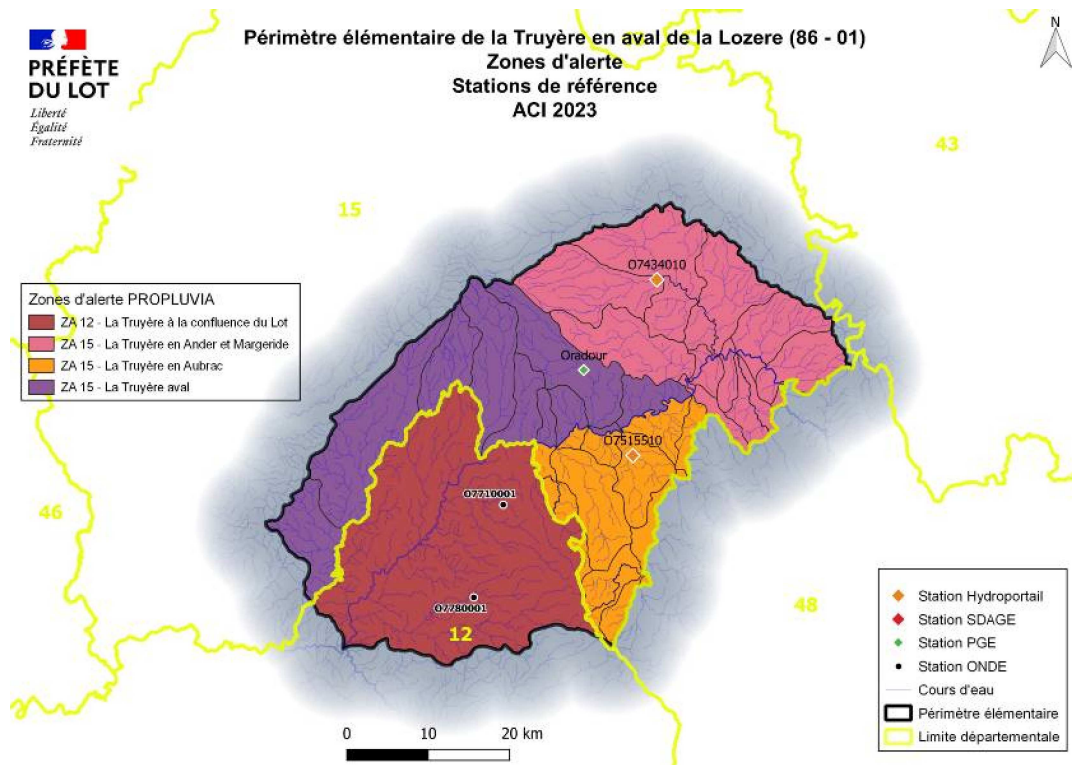 Périmètre élémentaire de la Truyère en aval de la Lozere (86 - 01)
Zones d'alerte
Stations de référence
ACI 2023
N
PRÉFÈTE
DU LOT
Liberté
Égalité
Fraternité
43
15
O7434010
Zones d'alerte PROPLUVIA
ZA 12 - La Truyère à la confluence du Lot
ZA 15 - La Truyère en Ander et Margeride
ZA 15 - La Truyère en Aubrac
ZA 15 - La Truyère aval
Oradour
O7515510
O7710001
46
O7780001
12
48
Station Hydroportail
Station SDAGE
Station PGE
Station ONDE
Cours d'eau
Périmètre élémentaire
Limite départementale
0 10 20 km